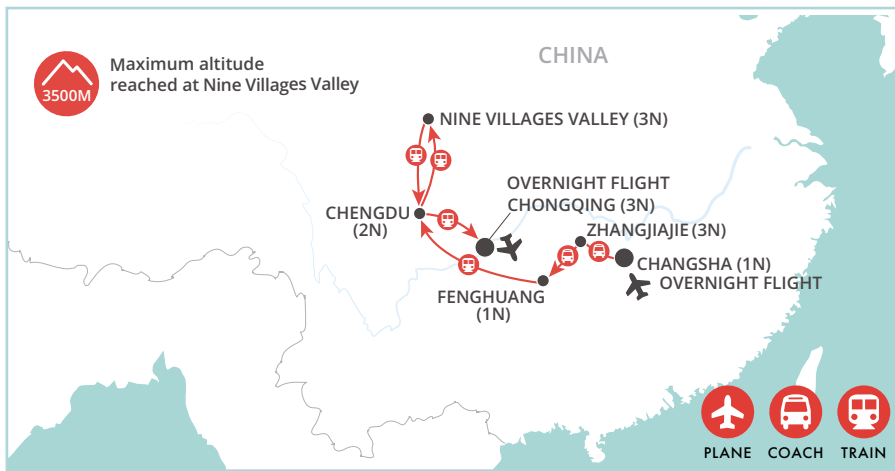 CHINA
Maximum altitude
reached at Nine Villages Valley
3500M
NINE VILLAGES VALLEY (3N)
OVERNIGHT FLIGHT
CHONGQING (3N)
CHENGDU
(2N)
ZHANGJIAJIE (3N)
CHANGSHA (1N)
OVERNIGHT FLIGHT
FENGHUANG
(1N)
PLANE
COACH
TRAIN